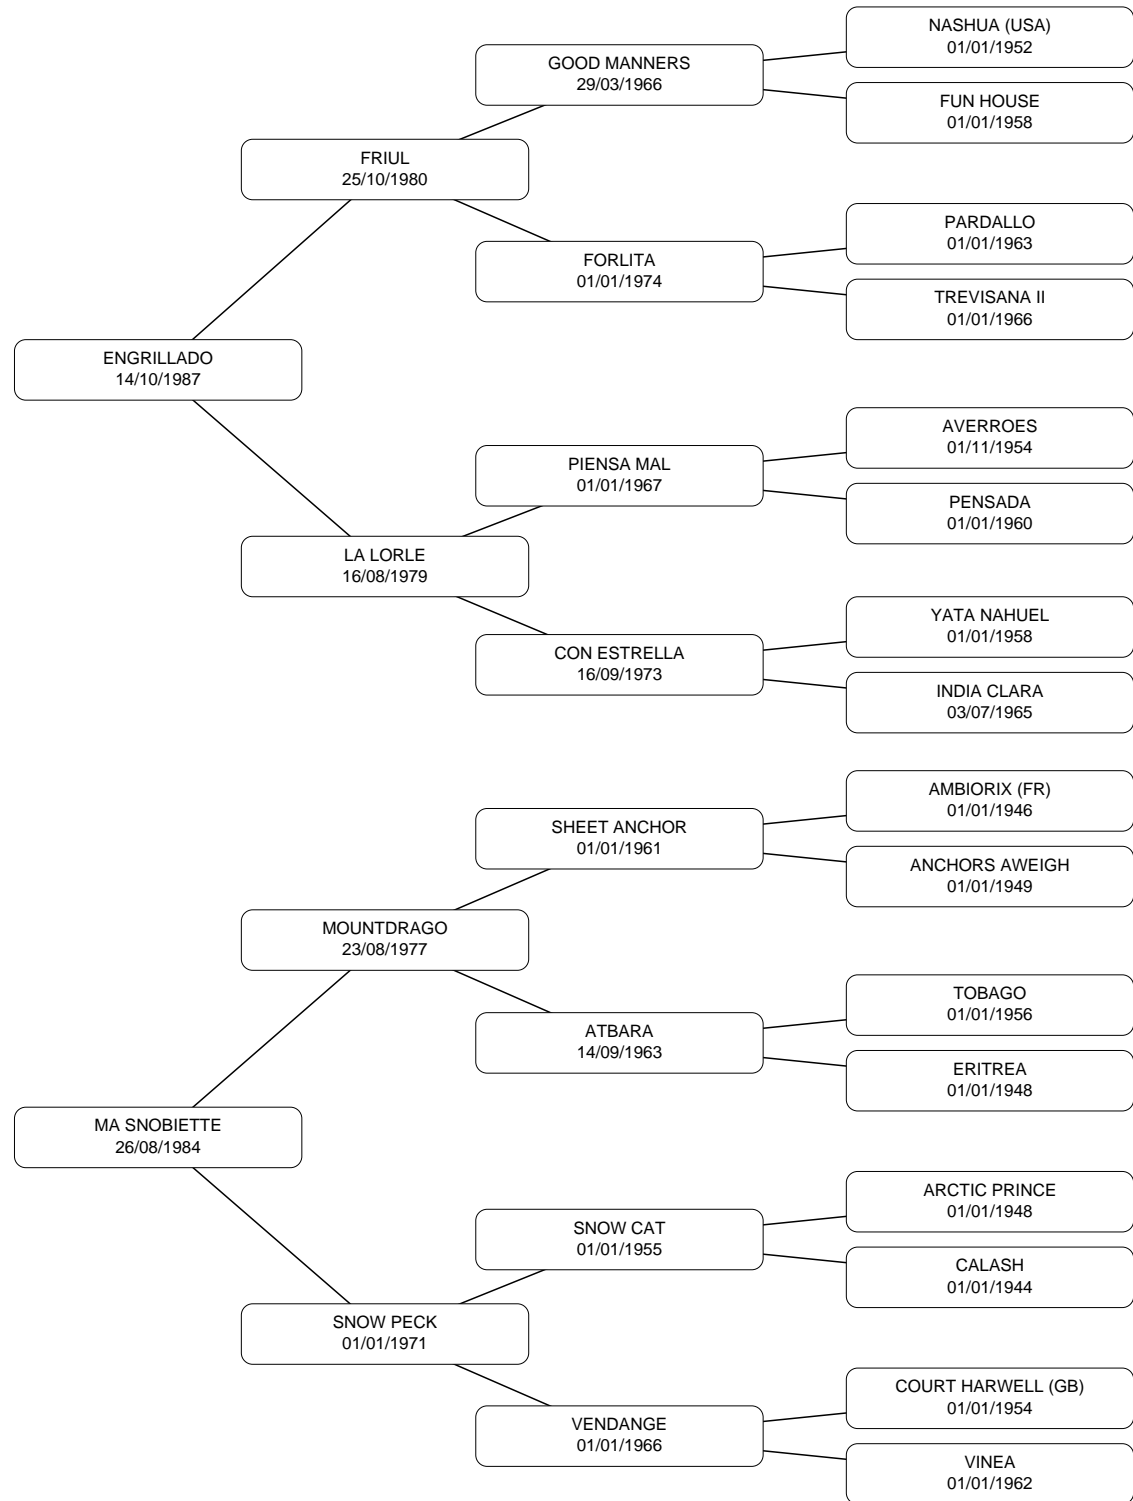 NASHUA (USA)
01/01/1952
GOOD MANNERS
29/03/1966
FUN HOUSE
01/01/1958
FRIUL
25/10/1980
PARDALLO
01/01/1963
FORLITA
01/01/1974
TREVISANA II
01/01/1966
ENGRILLADO
14/10/1987
AVERROES
01/11/1954
PIENSA MAL
01/01/1967
PENSADA
01/01/1960
LA LORLE
16/08/1979
YATA NAHUEL
01/01/1958
CON ESTRELLA
16/09/1973
INDIA CLARA
03/07/1965
AMBIORIX (FR)
01/01/1946
SHEET ANCHOR
01/01/1961
ANCHORS AWEIGH
01/01/1949
MOUNTDRAGO
23/08/1977
TOBAGO
01/01/1956
ATBARA
14/09/1963
ERITREA
01/01/1948
MA SNOBIETTE
26/08/1984
ARCTIC PRINCE
01/01/1948
SNOW CAT
01/01/1955
CALASH
01/01/1944
SNOW PECK
01/01/1971
COURT HARWELL (GB)
01/01/1954
VENDANGE
01/01/1966
VINEA
01/01/1962